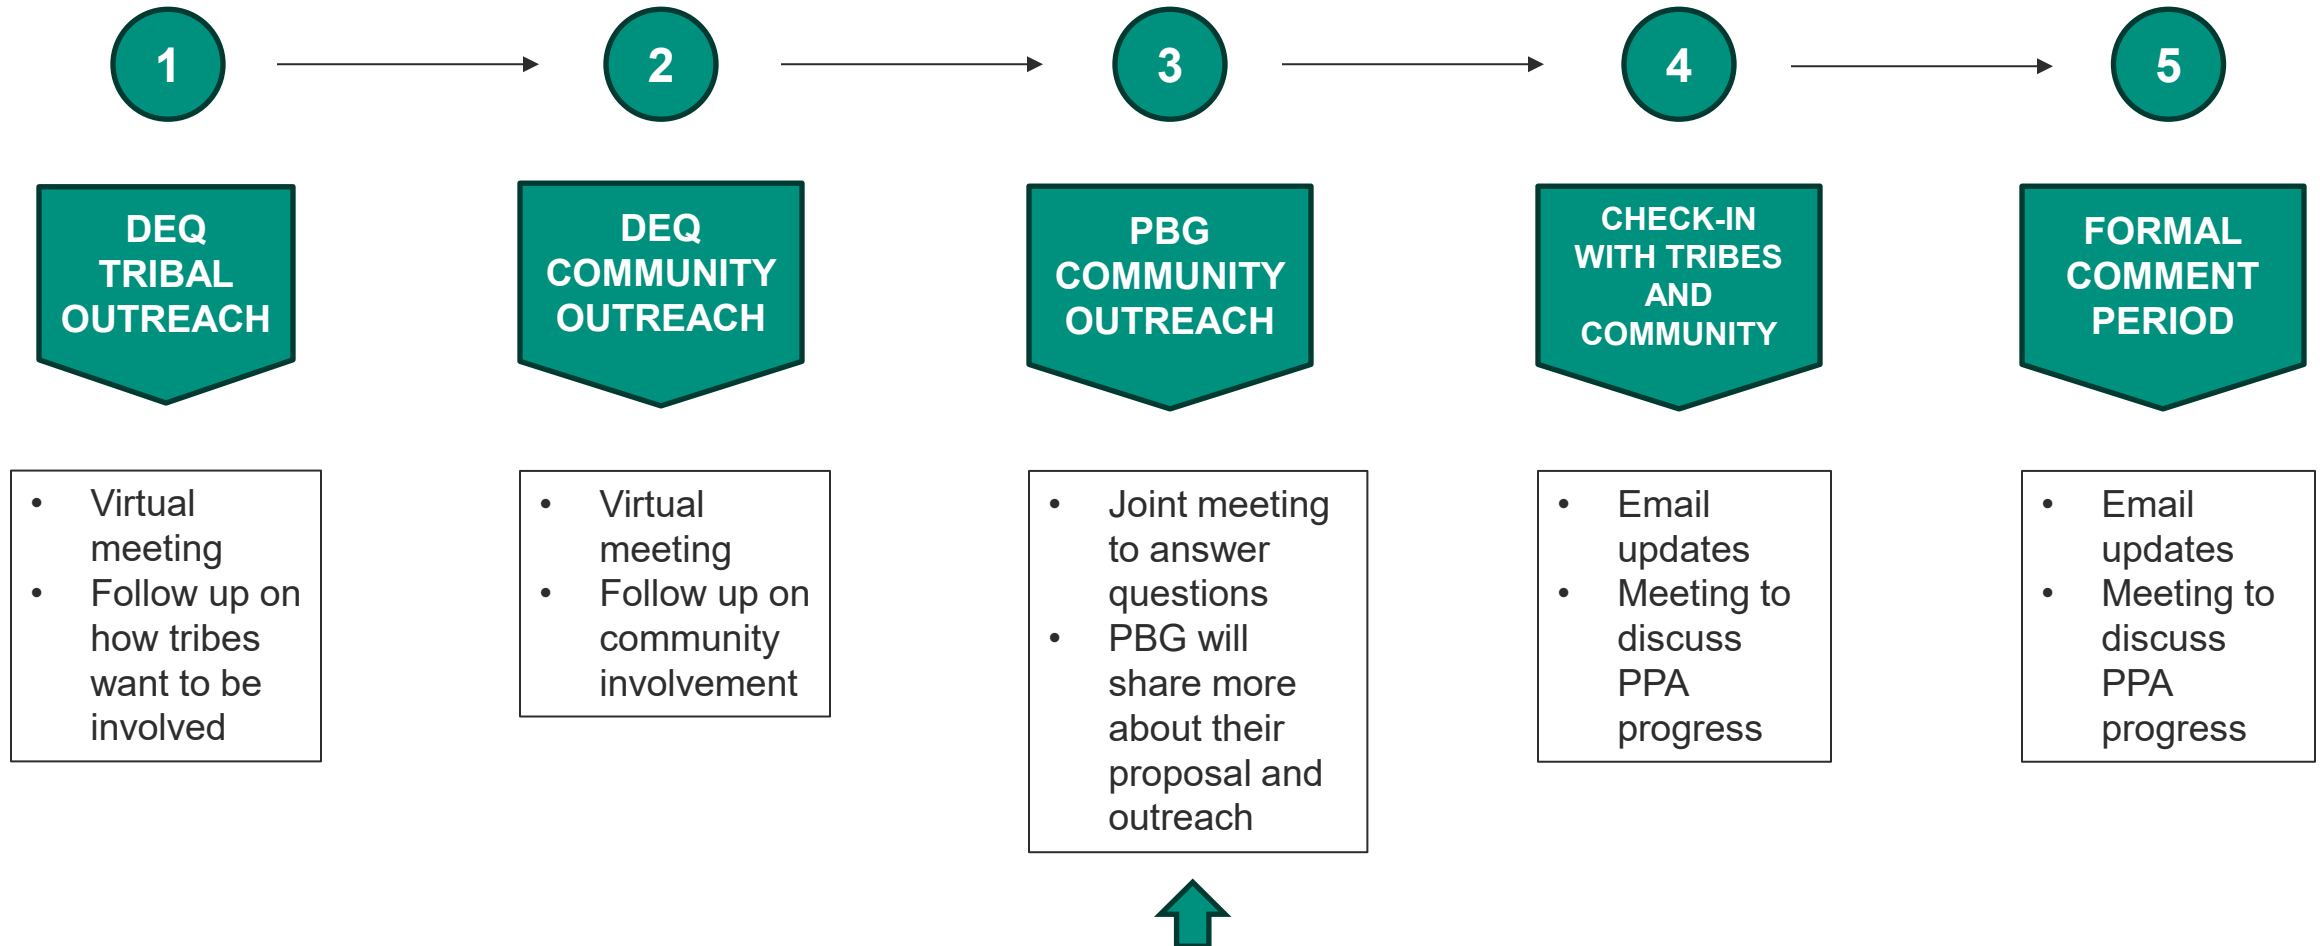 1
2
3
4
5
DEQ
TRIBAL
OUTREACH
DEQ
COMMUNITY
OUTREACH
PBG
COMMUNITY
OUTREACH
CHECK-IN
WITH TRIBES
AND
COMMUNITY
FORMAL
COMMENT
PERIOD
• Virtual
meeting
• Follow up on
how tribes
want to be
involved
• Virtual
meeting
• Follow up on
community
involvement
• Joint meeting
to answer
questions
• PBG will
share more
about their
proposal and
outreach
• Email
updates
• Meeting to
discuss
PPA
progress
• Email
updates
• Meeting to
discuss
PPA
progress